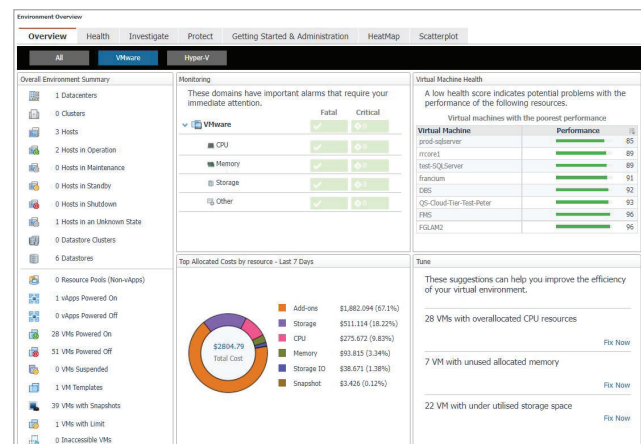 Environment Overview
Overview Health Investigate Protect Getting Started & Administration HeatMap Scatterplot
All VMware Hyper-V
Overall Environment Summary
1 Datacenters
0 Clusters
3 Hosts
2 Hosts in Operation
0 Hosts in Maintenance
0 Hosts in Standby
0 Hosts in Shutdown
1 Hosts in an Unknown State
0 Datastore Clusters
6 Datastores
0 Resource Pools (Non-vApps)
1 vApps Powered On
0 vApps Powered Off
28 VMs Powered On
51 VMs Powered Off
0 VMs Suspended
1 VM Templates
39 VMs with Snapshots
1 VMs with Limit
0 Inaccessible VMs
Monitoring
These domains have important alarms that require your
immediate attention.
Fatal Critical
VMware
CPU
Memory
Storage
Other
Virtual Machine Health
A low health score indicates potential problems with the
performance of the following resources.
Virtual machines with the poorest performance
Virtual Machine Performance
prod-sqlserver 85
rrcore1 89
test-SQLServer 89
francium 91
DBS 92
QS-Cloud-Tier-Test-Peter 93
FMS 96
FGLAM2 96
Top Allocated Costs by resource - Last 7 Days
$2804.79
Total Cost
Add-ons $1,882.094 (67.1%)
Storage $511.114 (18.22%)
CPU $275.672 (9.83%)
Memory $93.815 (3.34%)
Storage IO $38.671 (1.38%)
Snapshot $3.426 (0.12%)
Tune
These suggestions can help you improve the efficiency
of your virtual environment.
28 VMs with overallocated CPU resources
Fix Now
7 VM with unused allocated memory
Fix Now
22 VM with under utilised storage space
Fix Now